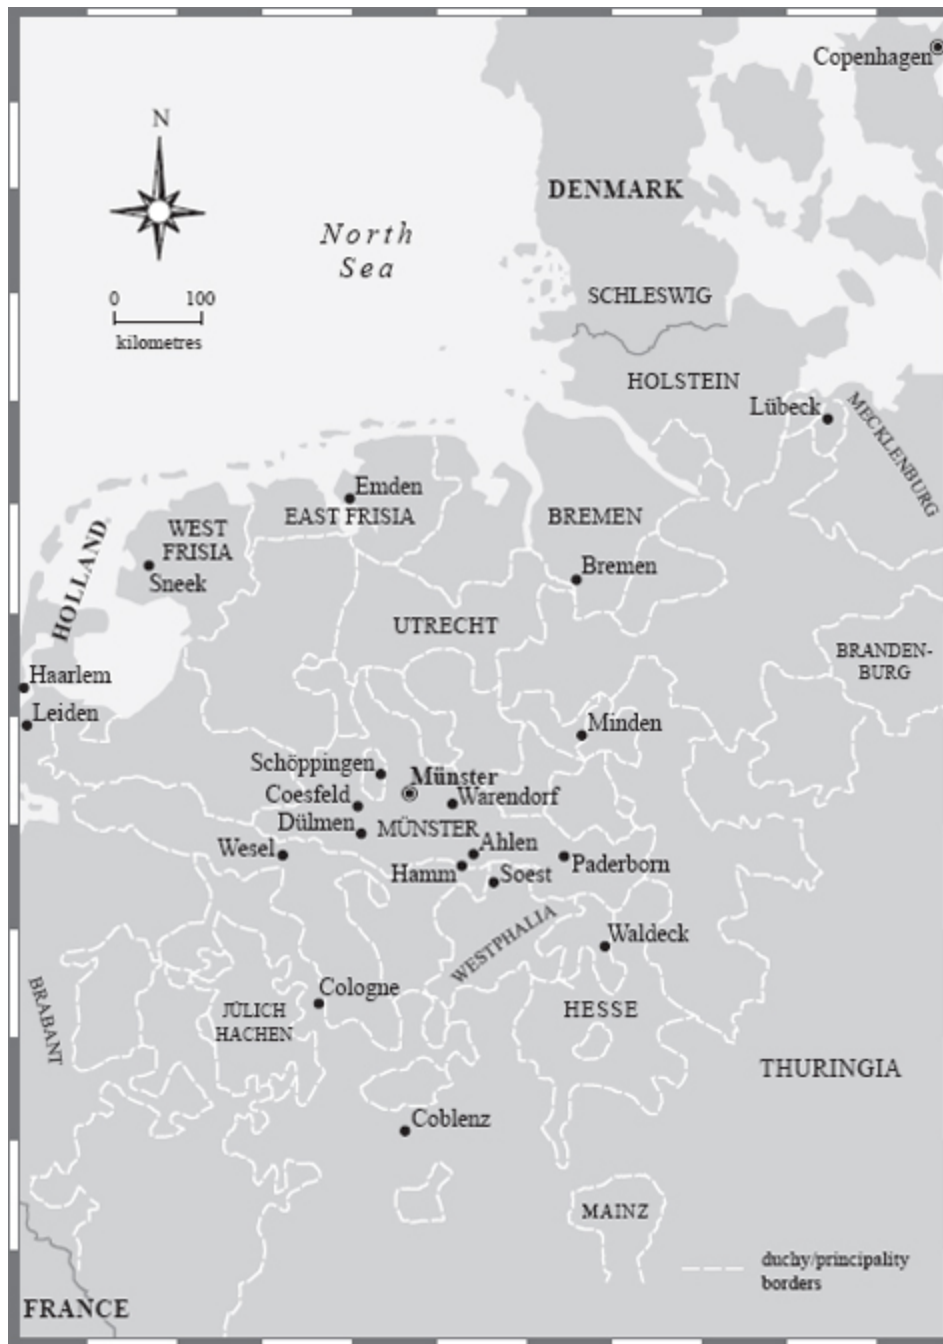 Copenhagen
N
DENMARK
North
Sea
SCHLESWIG
0 100
kilometres
HOLSTEIN
Lübeck
MECKLENBURG
Emden
EAST FRISIA
WEST
FRISIA
BREMEN
HOLLAND
Sneek
Bremen
UTRECHT
BRANDEN-
BURG
Haarlem
Leiden
Minden
Schöppingen
Münster
Coesfeld
Warendorf
Dülmen
MÜNSTER
Wesel
Ahlen
Hamm
Soest
Paderborn
WESTPHALIA
Waldeck
BRABANT
Cologne
JÜLICH
HACHEN
HESSE
THURINGIA
Coblenz
MAINZ
duchy/principality
borders
FRANCE